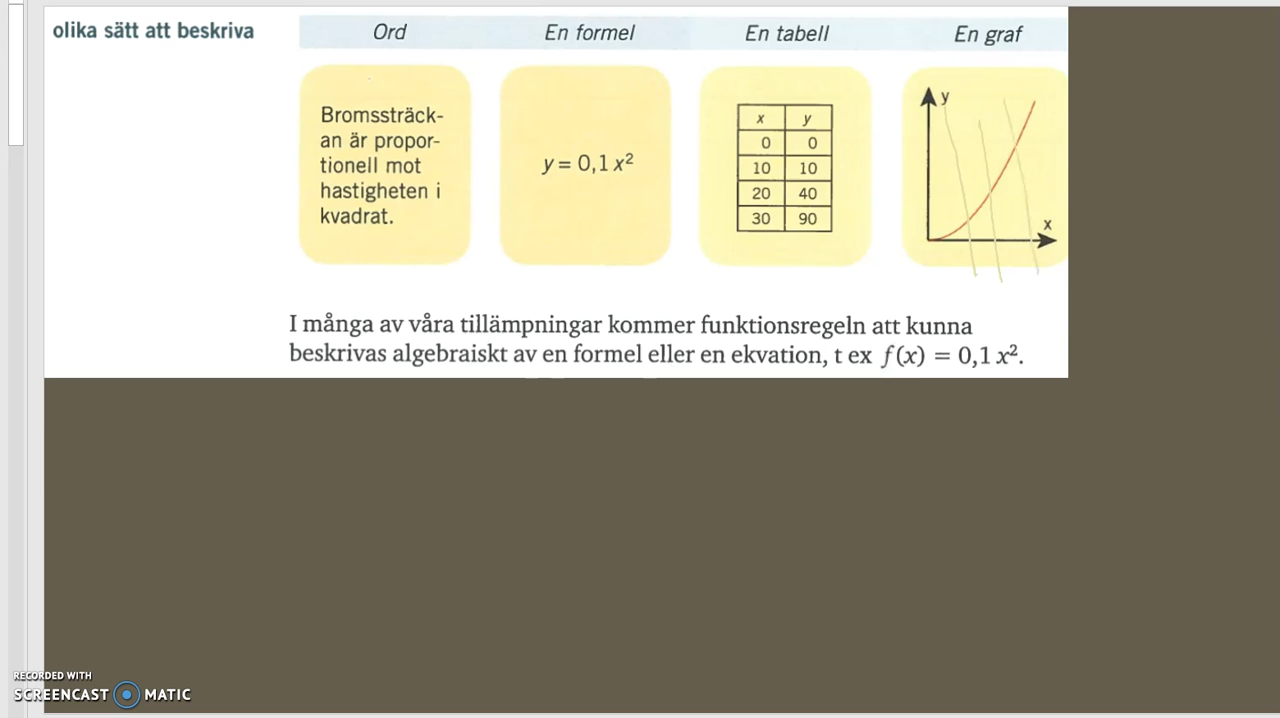 olika sätt att beskriva
Ord
En formel
En tabell
En graf
Bromssträck-
an är propor-
tionell mot
hastigheten i
kvadrat.
y = 0,1 x²
x y
0 0
10 10
20 40
30 90
y
x
I många av våra tillämpningar kommer funktionsregeln att kunna
beskrivas algebraiskt av en formel eller en ekvation, t ex f(x) = 0,1 x².
RECORDED WITH
SCREENCAST MATIC